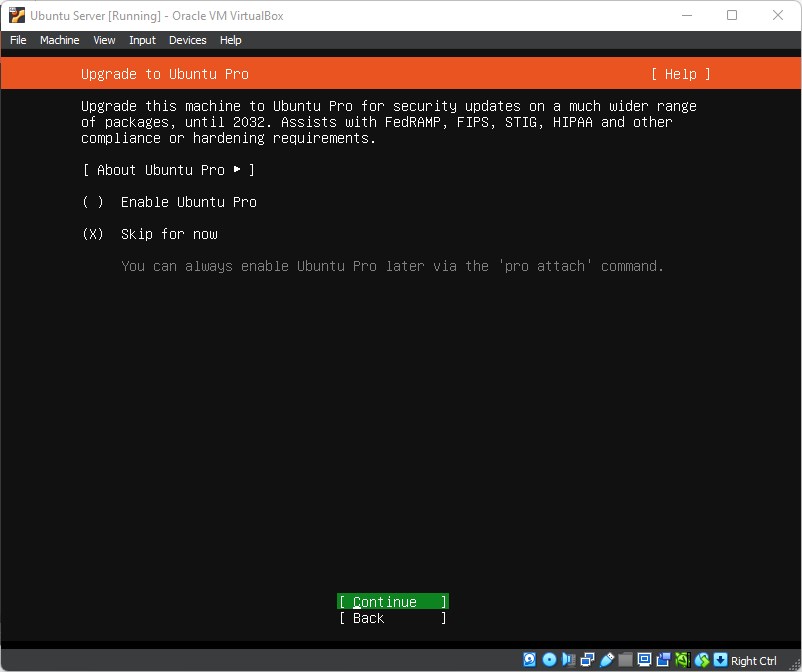 Ubuntu Server [Running] - Oracle VM VirtualBox
File Machine View Input Devices Help
Upgrade to Ubuntu Pro [ Help ]
Upgrade this machine to Ubuntu Pro for security updates on a much wider range
of packages, until 2032. Assists with FedRAMP, FIPS, STIG, HIPAA and other
compliance or hardening requirements.
[ About Ubuntu Pro ► ]
( ) Enable Ubuntu Pro
(X) Skip for now
You can always enable Ubuntu Pro later via the 'pro attach' command.
[ Continue ]
[ Back ]
Right Ctrl